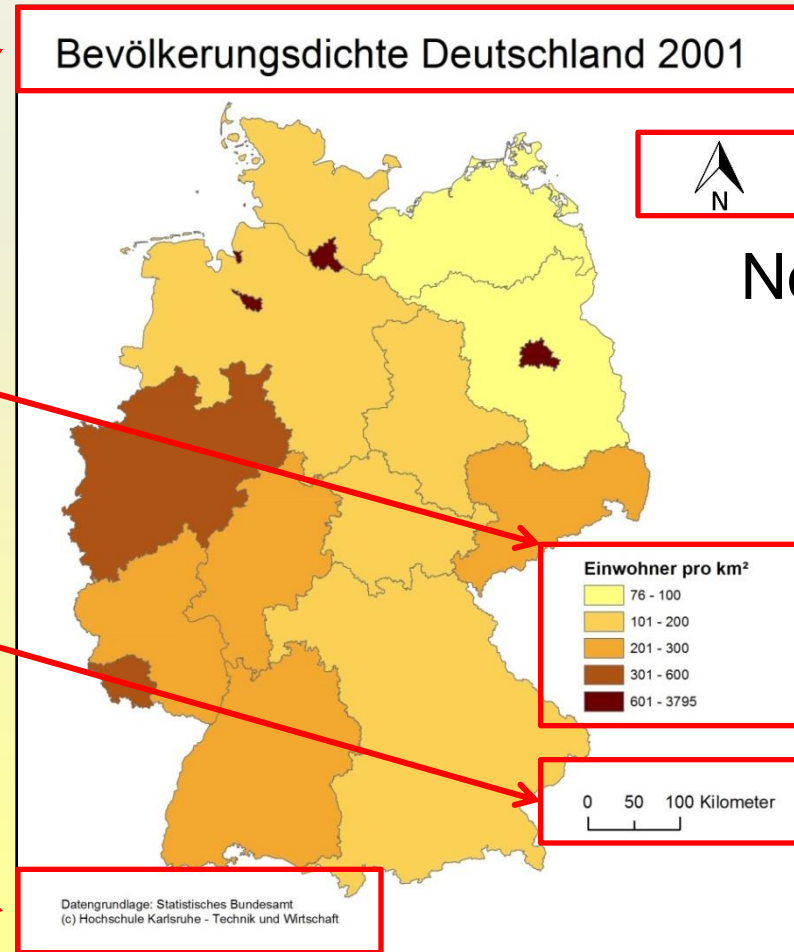 Bevölkerungsdichte Deutschland 2001
N
Einwohner pro km²
76 - 100
101 - 200
201 - 300
301 - 600
601 - 3795
0 50 100 Kilometer
Datengrundlage: Statistisches Bundesamt
(c) Hochschule Karlsruhe - Technik und Wirtschaft